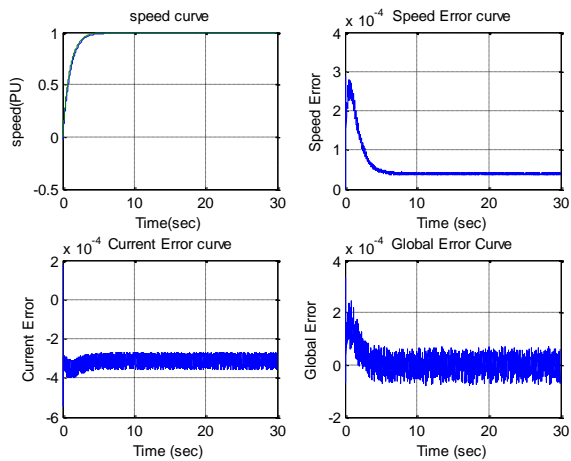 speed curve
speed(PU)
1
0.5
0
-0.5
0 10 20 30
Time(sec)
x 10-4 Speed Error curve
Speed Error
4
3
2
1
0
0 10 20 30
Time (sec)
x 10-4 Current Error curve
Current Error
2
0
-2
-4
-6
0 10 20 30
Time (sec)
x 10-4 Global Error Curve
Global Error
4
2
0
-2
0 10 20 30
Time (sec)